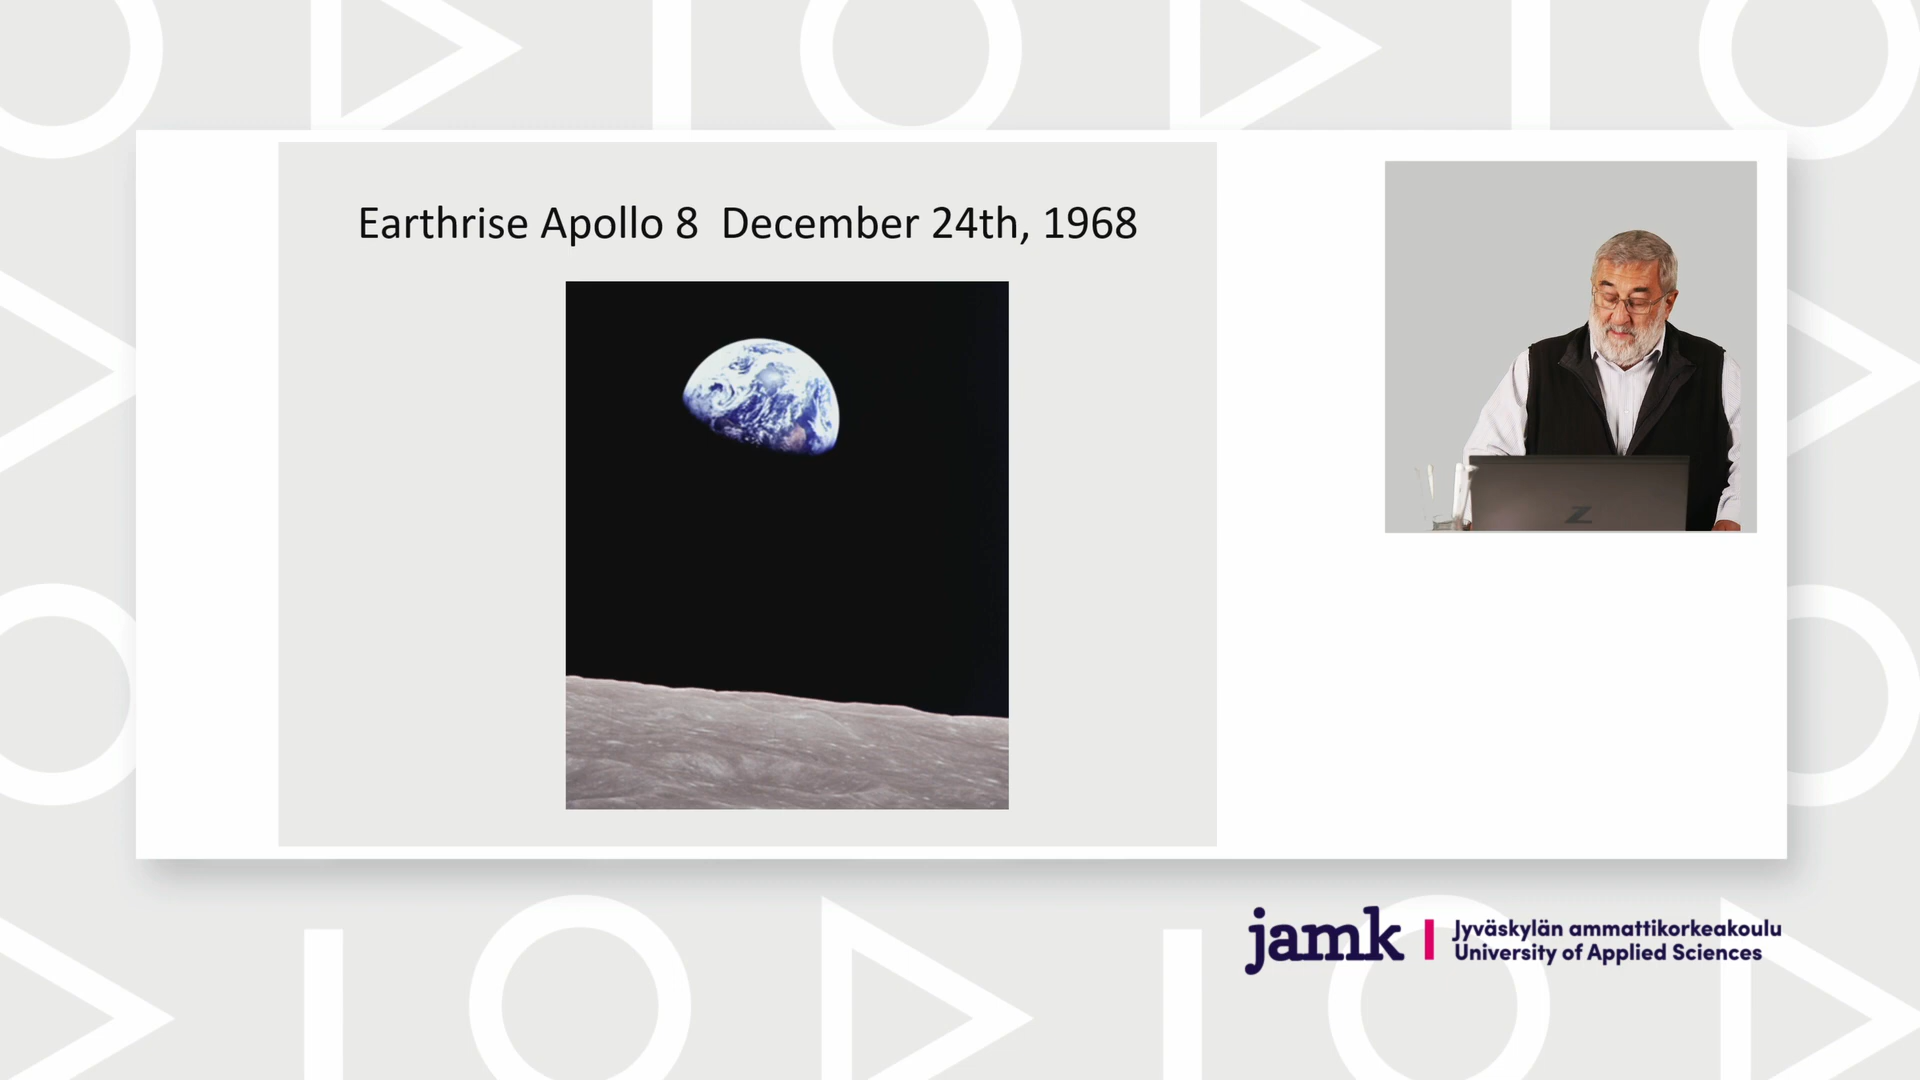 Earthrise Apollo 8  December 24th, 1968
Z
jamk
Jyväskylän ammattikorkeakoulu
University of Applied Sciences